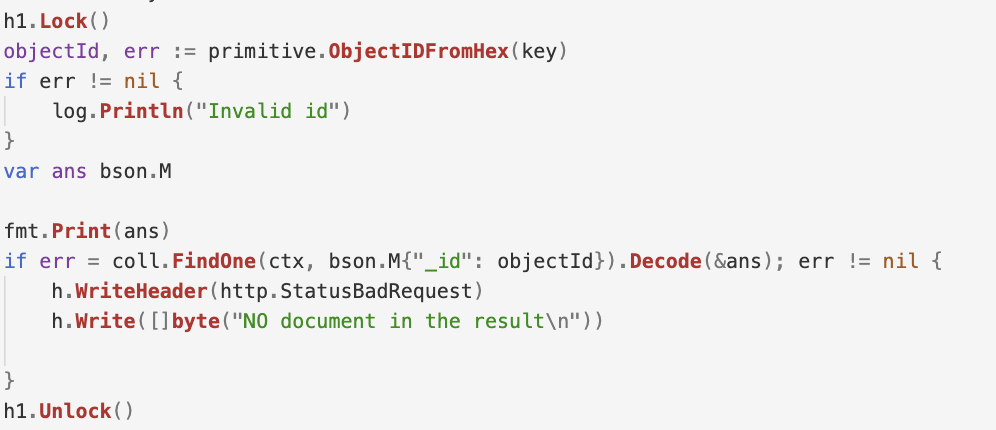 h1.Lock()
objectId, err := primitive.ObjectIDFromHex(key)
if err != nil {
    log.Println("Invalid id")
}
var ans bson.M

fmt.Print(ans)
if err = coll.FindOne(ctx, bson.M{"_id": objectId}).Decode(&ans); err != nil {
    h.WriteHeader(http.StatusBadRequest)
    h.Write([]byte("NO document in the result\n"))

}
h1.Unlock()